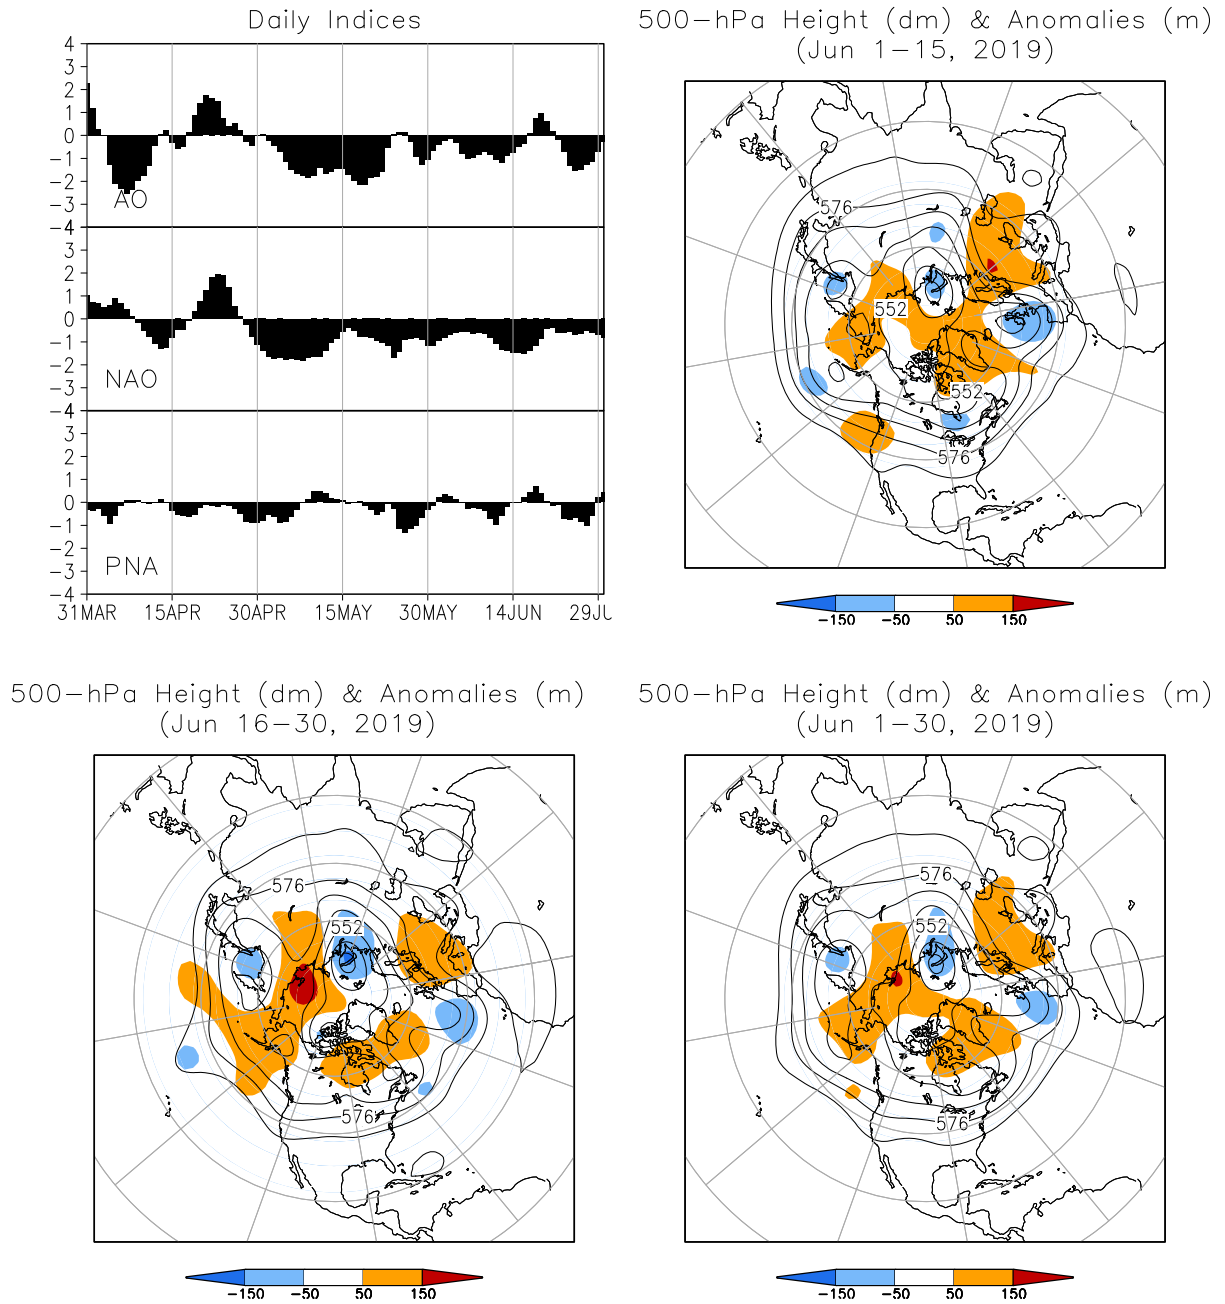 Daily Indices
4
3
2
1
0
-1
-2
-3
-4
AO
3
2
1
0
-1
-2
-3
-4
NAO
3
2
1
0
-1
-2
-3
-4
PNA
31MAR 15APR 30APR 15MAY 30MAY 14JUN 29JU
500-hPa Height (dm) & Anomalies (m)
(Jun 1-15, 2019)
576
552
552
576
-150 -50 50 150
500-hPa Height (dm) & Anomalies (m)
(Jun 16-30, 2019)
576
552
576
-150 -50 50 150
500-hPa Height (dm) & Anomalies (m)
(Jun 1-30, 2019)
576
552
576
-150 -50 50 150